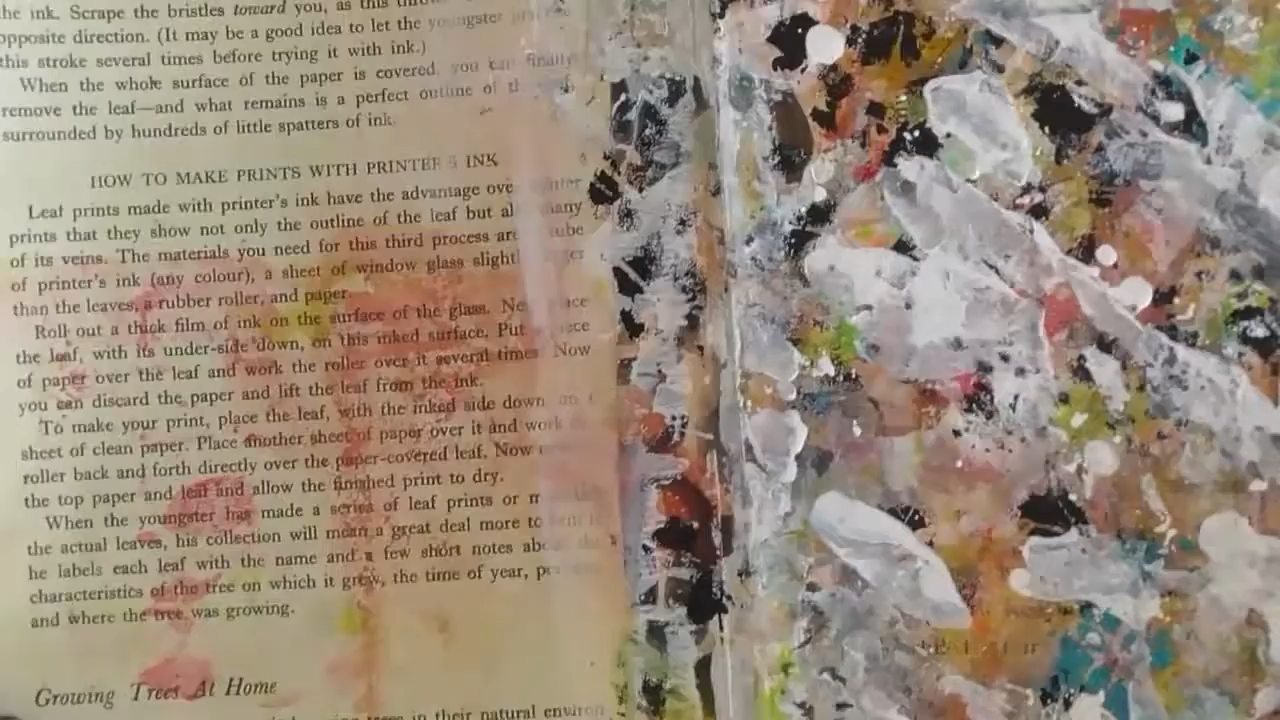 the ink. Scrape the bristles toward you, as this
opposite direction. (It may be a good idea to let the youngster
this stroke several times before trying it with ink.)
When the whole surface of the paper is covered, you can finally
remove the leaf—and what remains is a perfect outline of
surrounded by hundreds of little spatters of ink.
HOW TO MAKE PRINTS WITH PRINTER'S INK
Leaf prints made with printer's ink have the advantage
prints that they show not only the outline of the leaf but
of its veins. The materials you need for this third process
of printer's ink (any colour), a sheet of window glass
than the leaves, a rubber roller, and paper.
Roll out a thick film of ink on the surface of the glass.
the leaf, with its under-side down, on this inked surface. Put
of paper over the leaf and work the roller over it several times. Now
you can discard the paper and lift the leaf from the ink.
To make your print, place the leaf, with the inked side down, on
sheet of clean paper. Place another sheet of paper over it and work
roller back and forth directly over the paper-covered leaf. Now
the top paper and leaf and allow the finished print to dry.
When the youngster has made a series of leaf prints or
the actual leaves, his collection will mean a great deal more to
he labels each leaf with the name and a few short notes
characteristics of the tree on which it grew, the time of year,
and where the tree was growing.
Growing Trees At Home
in their natural